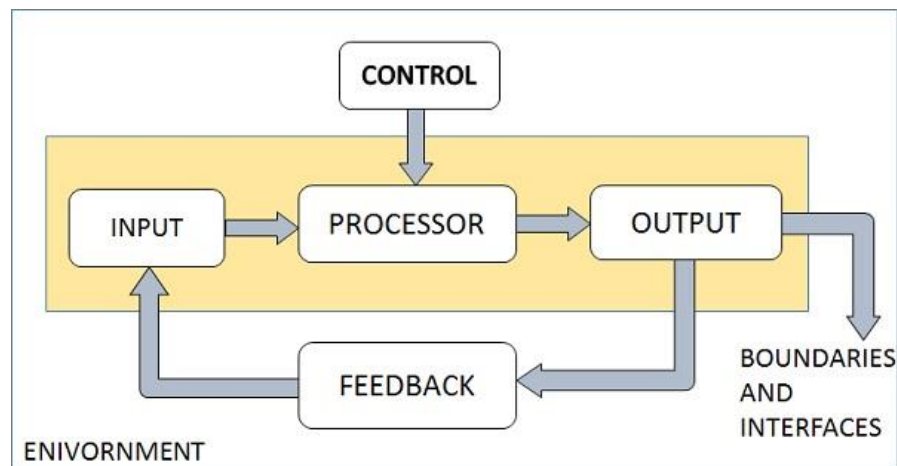 CONTROL
INPUT
PROCESSOR
OUTPUT
FEEDBACK
BOUNDARIES
AND
INTERFACES
ENIVORNMENT